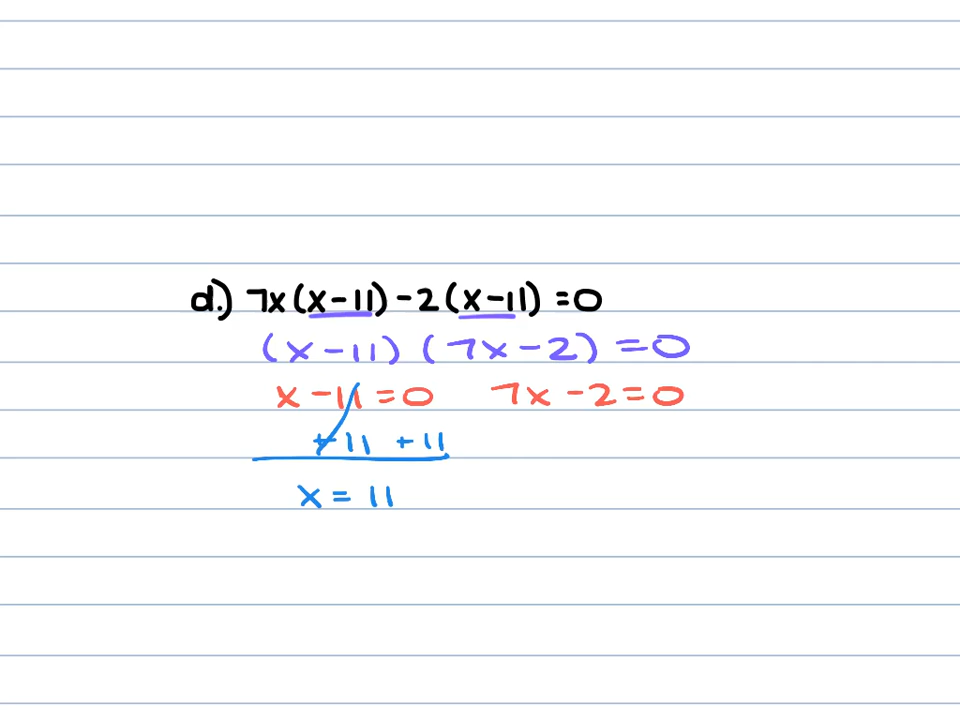 d.) 7x(x-11)-2(x-11)=0
(x-11)(7x-2)=0
x-11=0 7x-2=0
+11 +11
x=11